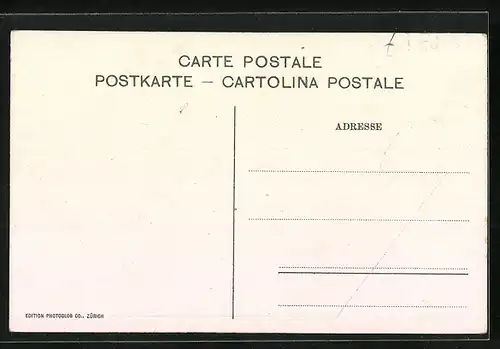 CARTE POSTALE
POSTKARTE – CARTOLINA POSTALE
ADRESSE
EDITION PHOTOGLOB CO., ZÜRICH